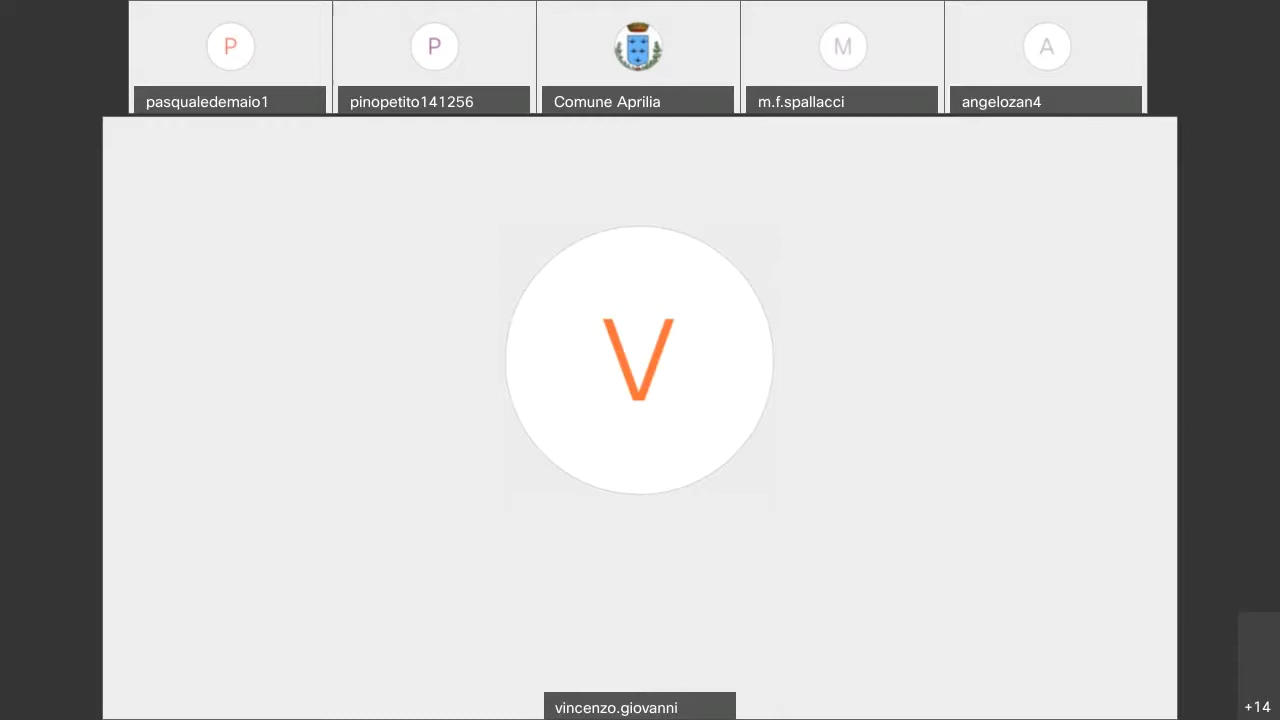 P
P
M
A
pasqualedemaio1
pinopetito141256
Comune Aprilia
m.f.spallacci
angelozan4
V
vincenzo.giovanni
+14